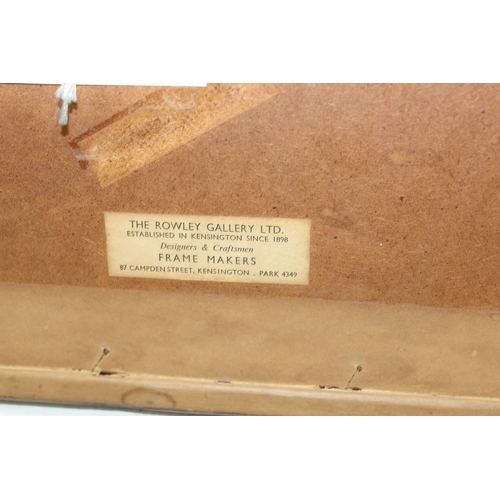 THE ROWLEY GALLERY LTD.
ESTABLISHED IN KENSINGTON SINCE 1898
Designers & Craftsmen
FRAME MAKERS
87 CAMPDEN STREET, KENSINGTON . PARK 4349